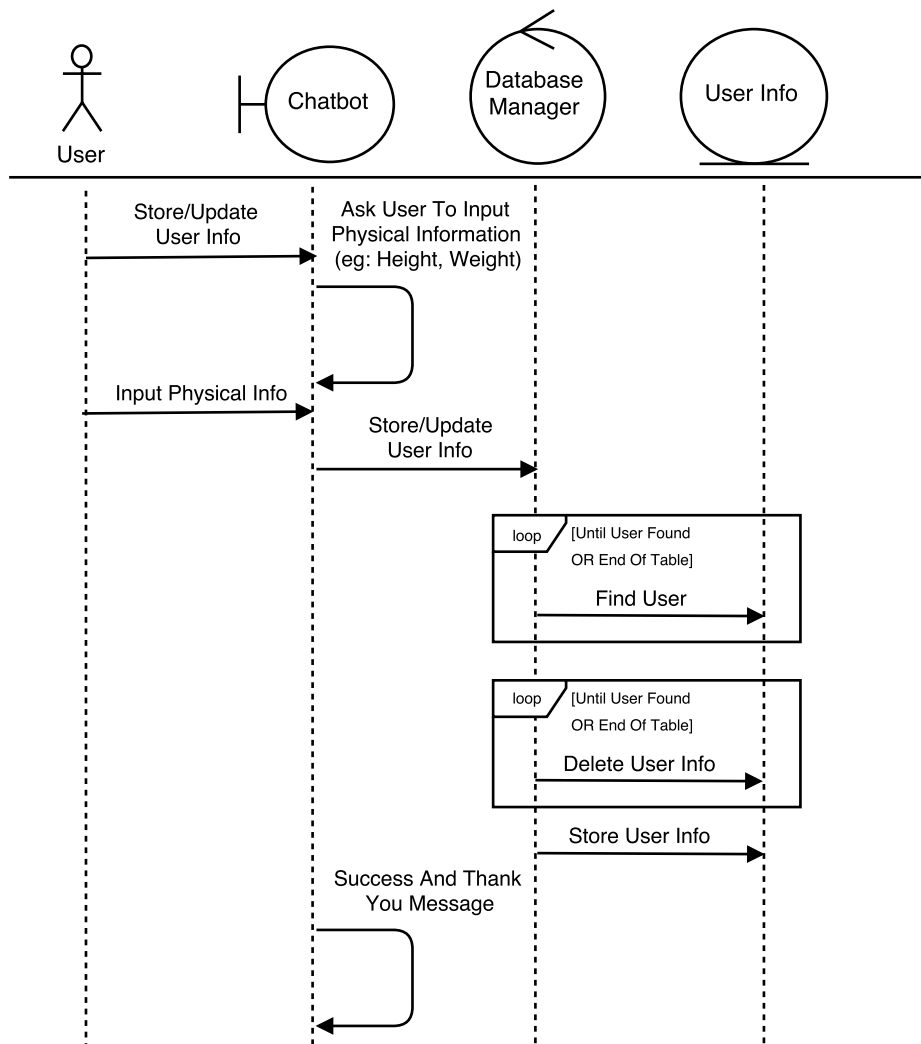 User
Chatbot
Database
Manager
User Info
Store/Update
User Info
Ask User To Input
Physical Information
(eg: Height, Weight)
Input Physical Info
Store/Update
User Info
loop
[Until User Found
OR End Of Table]
Find User
loop
[Until User Found
OR End Of Table]
Delete User Info
Store User Info
Success And Thank
You Message